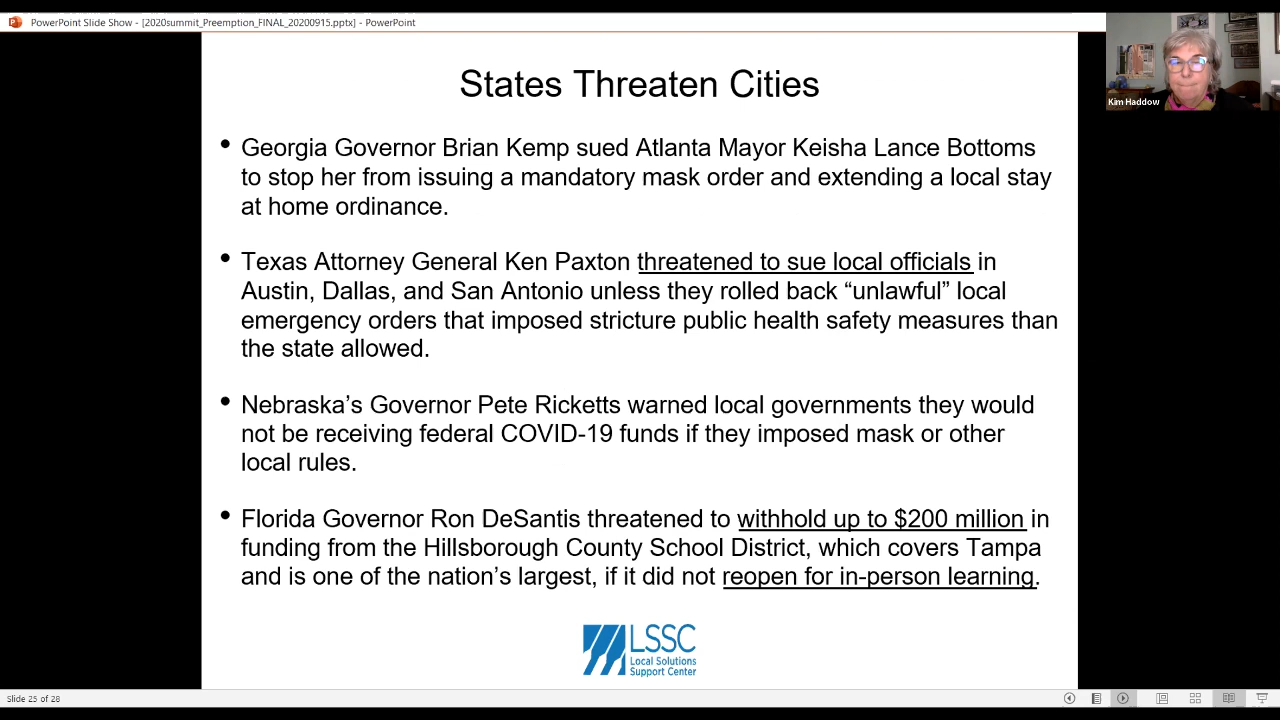 PowerPoint Slide Show - [2020summit_Preemption_FINAL_20200915.pptx] - PowerPoint
Kim Haddow
States Threaten Cities
• Georgia Governor Brian Kemp sued Atlanta Mayor Keisha Lance Bottoms
to stop her from issuing a mandatory mask order and extending a local stay
at home ordinance.
• Texas Attorney General Ken Paxton threatened to sue local officials in
Austin, Dallas, and San Antonio unless they rolled back “unlawful” local
emergency orders that imposed stricture public health safety measures than
the state allowed.
• Nebraska’s Governor Pete Ricketts warned local governments they would
not be receiving federal COVID-19 funds if they imposed mask or other
local rules.
• Florida Governor Ron DeSantis threatened to withhold up to $200 million in
funding from the Hillsborough County School District, which covers Tampa
and is one of the nation’s largest, if it did not reopen for in-person learning.
LSSC
Local Solutions
Support Center
Slide 25 of 28